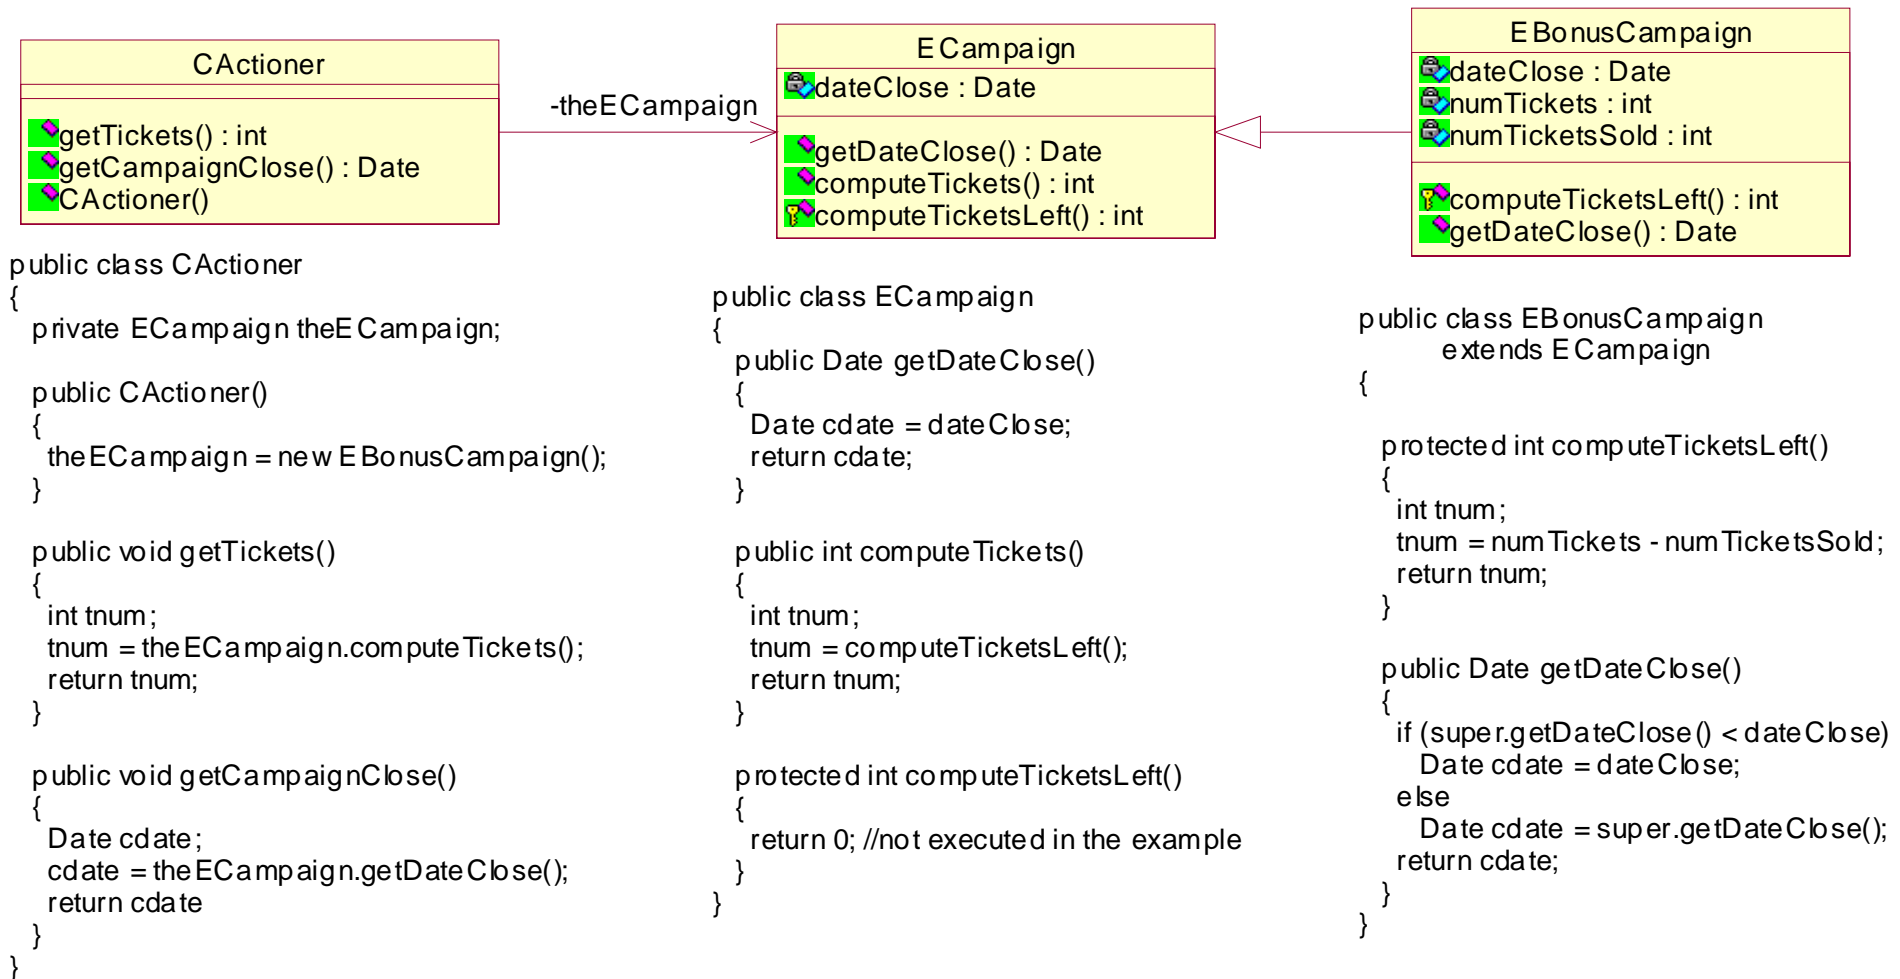 CActioner
getTickets() : int
getCampaignClose() : Date
CActioner()
-theECampaign
ECampaign
dateClose : Date
getDateClose() : Date
computeTickets() : int
computeTicketsLeft() : int
EBonusCampaign
dateClose : Date
numTickets : int
numTicketsSold : int
computeTicketsLeft() : int
getDateClose() : Date
public class CActioner
{
private ECampaign theECampaign;
public CActioner()
{
theECampaign = new EBonusCampaign();
}
public void getTickets()
{
int tnum;
tnum = theECampaign.computeTickets();
return tnum;
}
public void getCampaignClose()
{
Date cdate;
cdate = theECampaign.getDateClose();
return cdate
}
}
public class ECampaign
{
public Date getDateClose()
{
Date cdate = dateClose;
return cdate;
}
public int computeTickets()
{
int tnum;
tnum = computeTicketsLeft();
return tnum;
}
protected int computeTicketsLeft()
{
return 0; //not executed in the example
}
}
public class EBonusCampaign
extends ECampaign
{
protected int computeTicketsLeft()
{
int tnum;
tnum = numTickets - numTicketsSold;
return tnum;
}
public Date getDateClose()
{
if (super.getDateClose() < dateClose)
Date cdate = dateClose;
else
Date cdate = super.getDateClose();
return cdate;
}
}